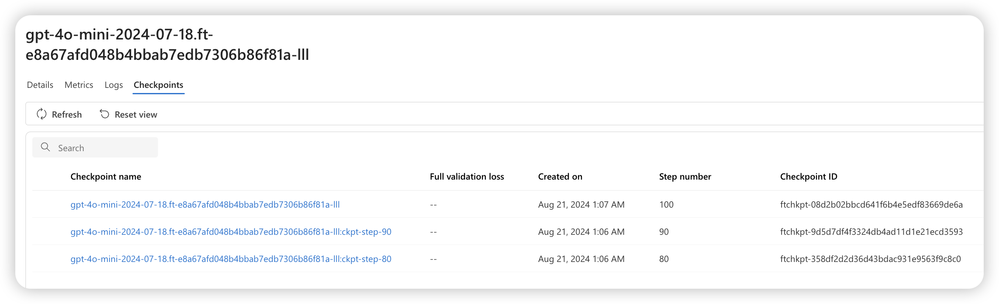 gpt-4o-mini-2024-07-18.ft-
e8a67afd048b4bbab7edb7306b86f81a-lll
Details Metrics Logs Checkpoints
Refresh Reset view
Search
Checkpoint name Full validation loss Created on Step number Checkpoint ID
gpt-4o-mini-2024-07-18.ft-e8a67afd048b4bbab7edb7306b86f81a-lll -- Aug 21, 2024 1:07 AM 100 ftchkpt-08d2b02bbcd641f6b4e5edf83669de6a
gpt-4o-mini-2024-07-18.ft-e8a67afd048b4bbab7edb7306b86f81a-lll:ckpt-step-90 -- Aug 21, 2024 1:06 AM 90 ftchkpt-9d5d7df4f3324db4ad11d1e21ecd3593
gpt-4o-mini-2024-07-18.ft-e8a67afd048b4bbab7edb7306b86f81a-lll:ckpt-step-80 -- Aug 21, 2024 1:06 AM 80 ftchkpt-358df2d2d36d43bdac931e9563f9c8c0